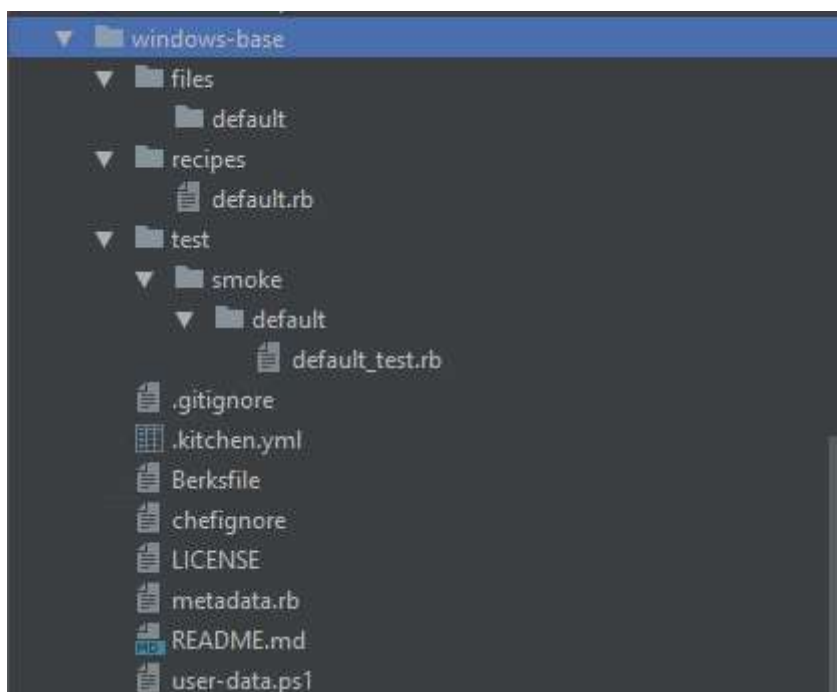 windows-base
files
default
recipes
default.rb
test
smoke
default
default_test.rb
.gitignore
.kitchen.yml
Berksfile
chefignore
LICENSE
metadata.rb
MD README.md
user-data.ps1